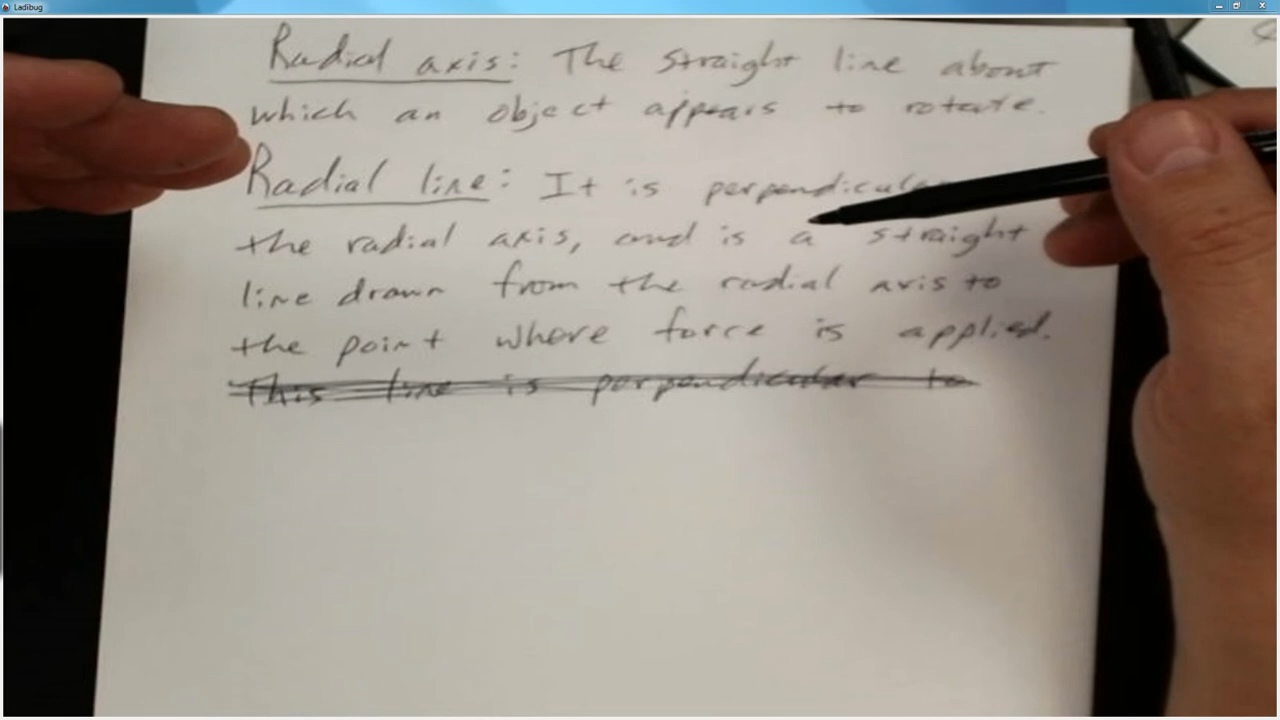 Ladibug
Radial axis: The straight line about
which an object appears to rotate.
Radial line: It is perpendicular
the radial axis, and is a straight
line drawn from the radial axis to
the point where force is applied.
This line is perpendicular to